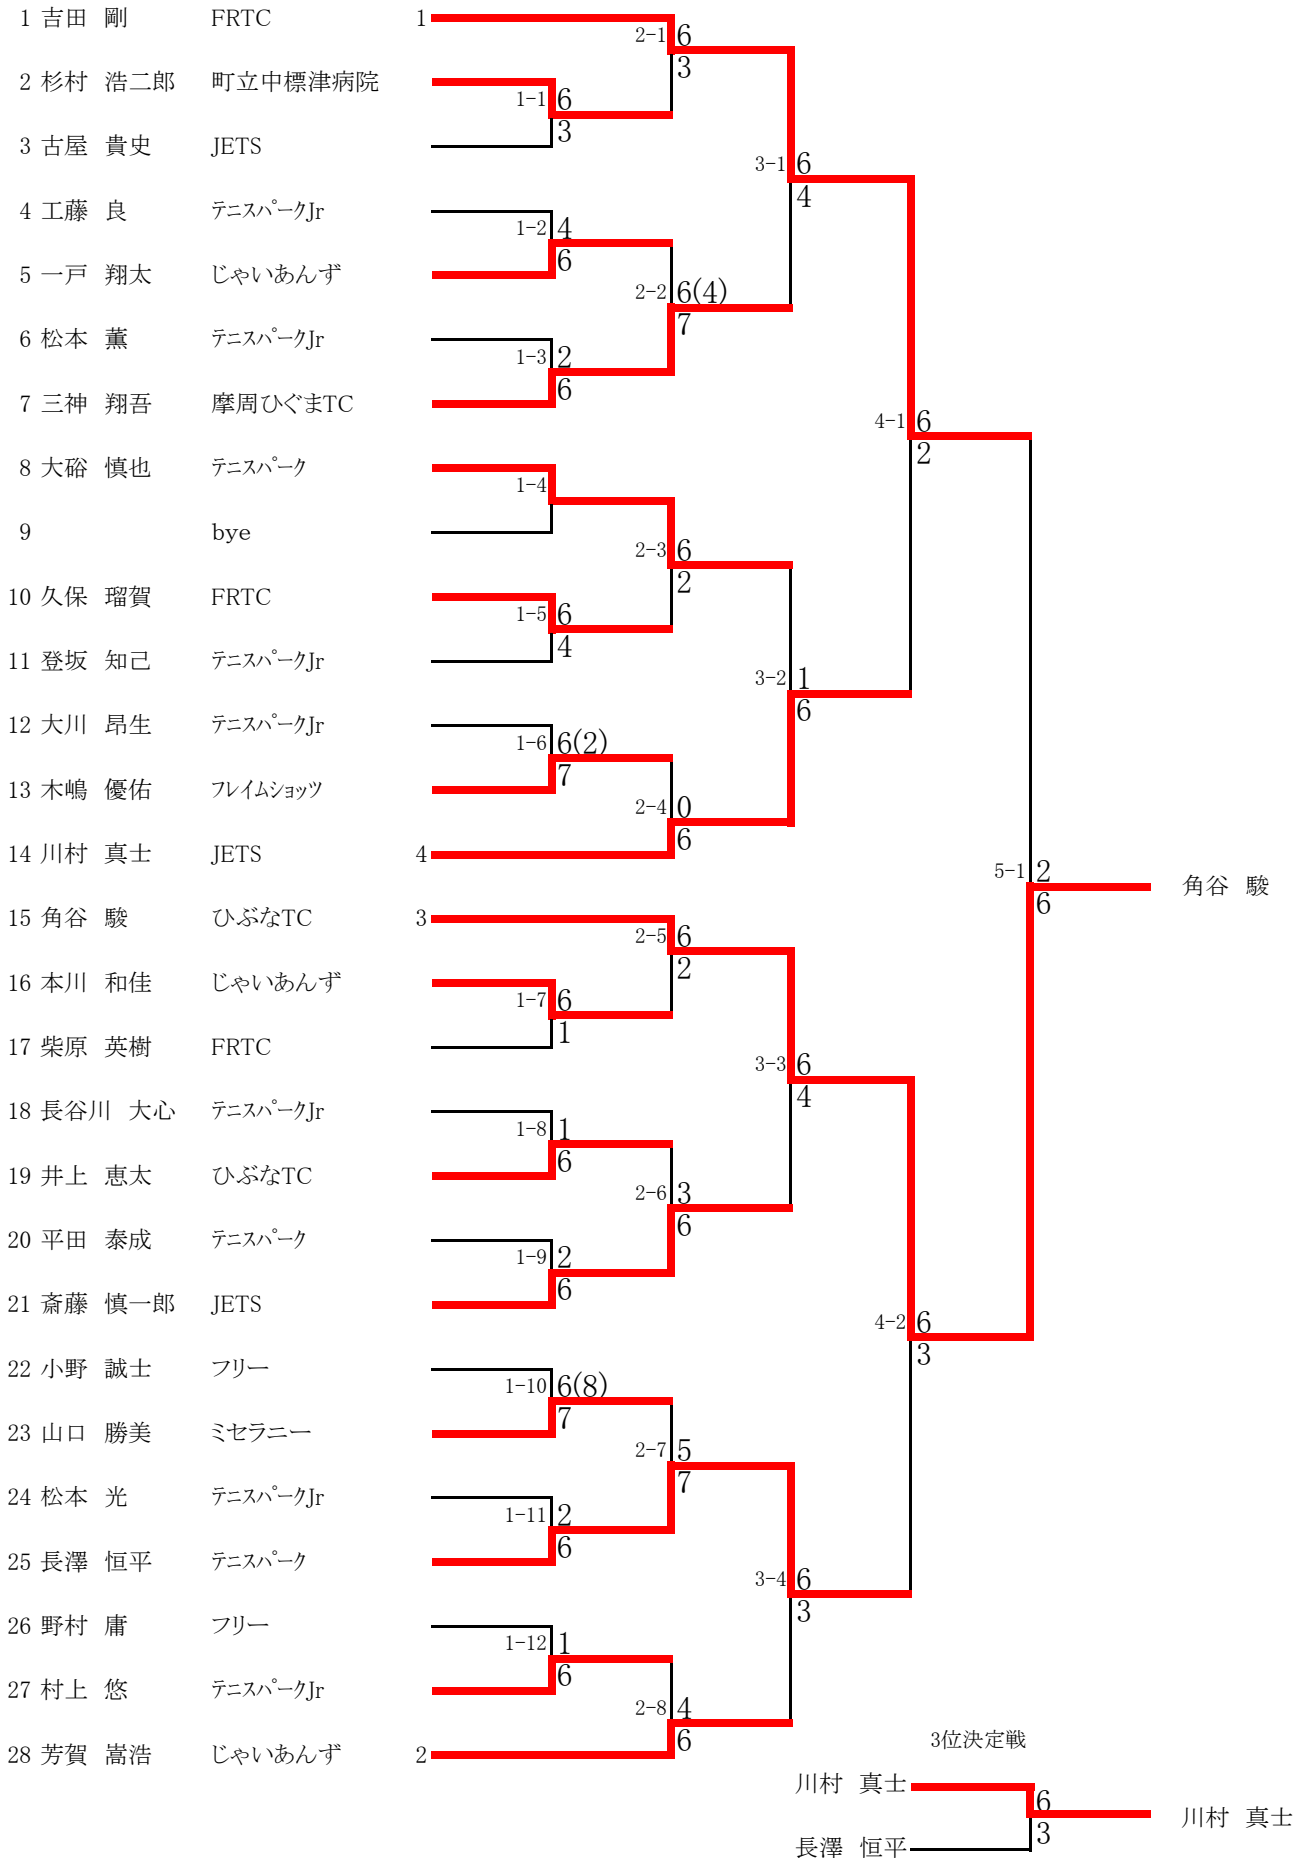 1 吉田 剛 FRTC 1
2-1 6
3
2 杉村 浩二郎 町立中標津病院
1-1 6
3
3 古屋 貴史 JETS
3-1 6
4
4 工藤 良 テニスパークJr
1-2 4
6
5 一戸 翔太 じゃいあんず
2-2 6(4)
7
6 松本 薫 テニスパークJr
1-3 2
6
7 三神 翔吾 摩周ひぐまTC
4-1 6
2
8 大硲 慎也 テニスパーク
1-4
9 bye
2-3 6
2
10 久保 瑠賀 FRTC
1-5 6
4
11 登坂 知己 テニスパークJr
3-2 1
6
12 大川 昂生 テニスパークJr
1-6 6(2)
7
13 木嶋 優佑 フレイムショッツ
2-4 0
6
14 川村 真士 JETS 4
5-1 2
6
角谷 駿
15 角谷 駿 ひぶなTC 3
2-5 6
2
16 本川 和佳 じゃいあんず
1-7 6
1
17 柴原 英樹 FRTC
3-3 6
4
18 長谷川 大心 テニスパークJr
1-8 1
6
19 井上 恵太 ひぶなTC
2-6 3
6
20 平田 泰成 テニスパーク
1-9 2
6
21 斎藤 慎一郎 JETS
4-2 6
3
22 小野 誠士 フリー
1-10 6(8)
7
23 山口 勝美 ミセラニー
2-7 5
7
24 松本 光 テニスパークJr
1-11 2
6
25 長澤 恒平 テニスパーク
3-4 6
3
26 野村 庸 フリー
1-12 1
6
27 村上 悠 テニスパークJr
2-8 4
6
28 芳賀 嵩浩 じゃいあんず 2
3位決定戦
川村 真士
6
3
川村 真士
長澤 恒平